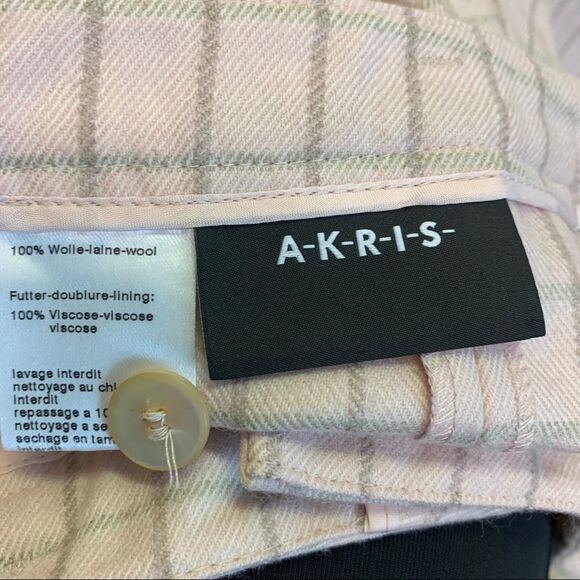 A-K-R-I-S-
100% Wolle-laine-wool
Futter-doublure-lining:
100% Viscose-viscose
viscose
lavage interdit
nettoyage au
interdit
repassage a
nettoyage a
sechage en
interdit